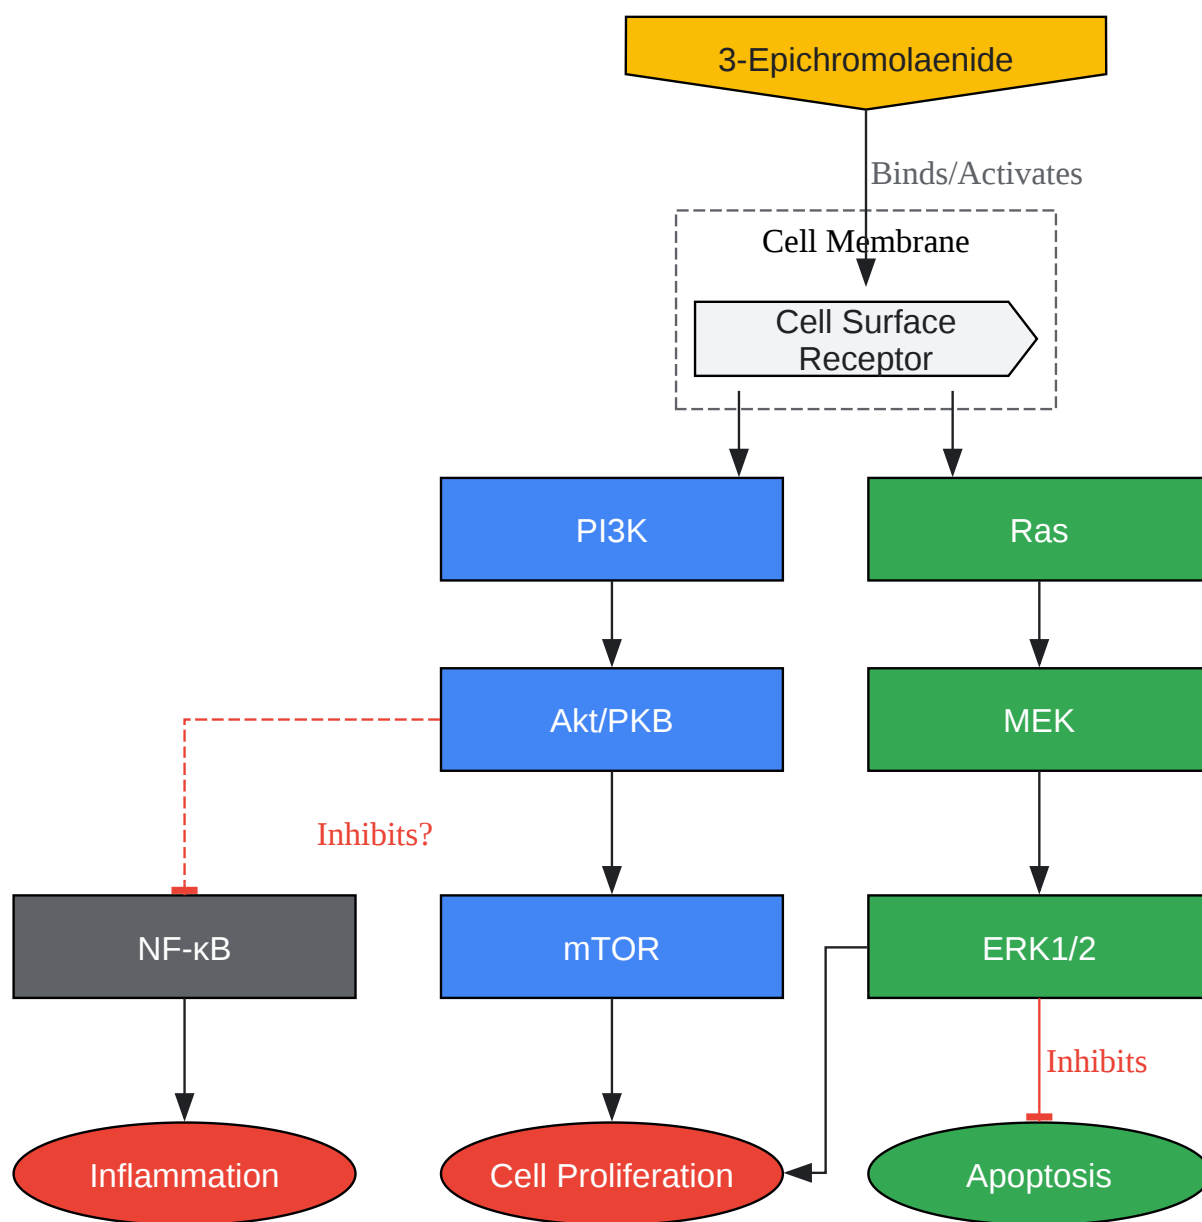 3-Epichromolaenide
Binds/Activates
Cell Membrane
Cell Surface
Receptor
PI3K
Ras
Akt/PKB
MEK
Inhibits?
NF-κB
mTOR
ERK1/2
Inhibits
Inflammation
Cell Proliferation
Apoptosis